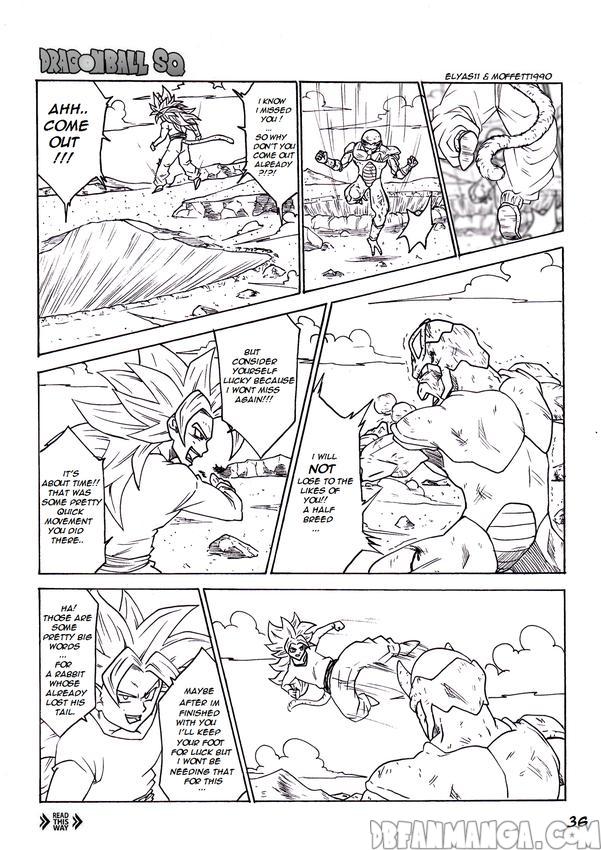 DRAGONBALL SQ
ELYAS11 & MOFFETT1990
AHH..
COME
OUT !!!
I KNOW
I MISSED
YOU !
...
SO WHY
DON'T YOU
COME OUT
ALREADY
?!?!
BUT
CONSIDER
YOURSELF
LUCKY BECAUSE
I WONT MISS
AGAIN!!!
IT'S
ABOUT TIME!!
THAT WAS
SOME PRETTY
QUICK
MOVEMENT
YOU DID
THERE..
I WILL
NOT
LOSE TO THE
LIKES OF
YOU!!
A HALF
BREED
...
HA!
THOSE ARE
SOME
PRETTY BIG
WORDS
...
FOR
A RABBIT
WHOSE
ALREADY
LOST HIS
TAIL.
MAYBE
AFTER IM
FINISHED
WITH YOU
I'LL KEEP
YOUR FOOT
FOR LUCK BUT
I WONT BE
NEEDING THAT
FOR THIS
...
READ
THIS
WAY
36
DBFANMANGA.COM